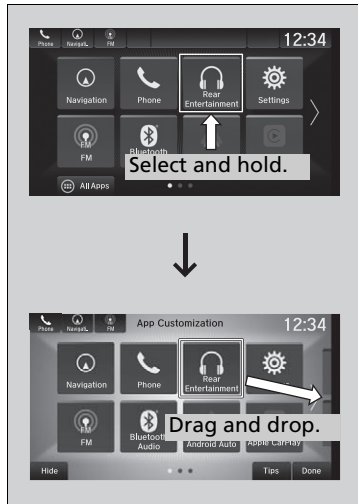 Phone Navigati.. FM 12:34
Navigation Phone Rear Entertainment Settings
FM Bluetooth
Select and hold.
All Apps
Phone Navigati.. FM App Customization 12:34
Navigation Phone Rear Entertainment
FM Bluetooth Audio Android Auto Apple CarPlay
Drag and drop.
Hide Tips Done